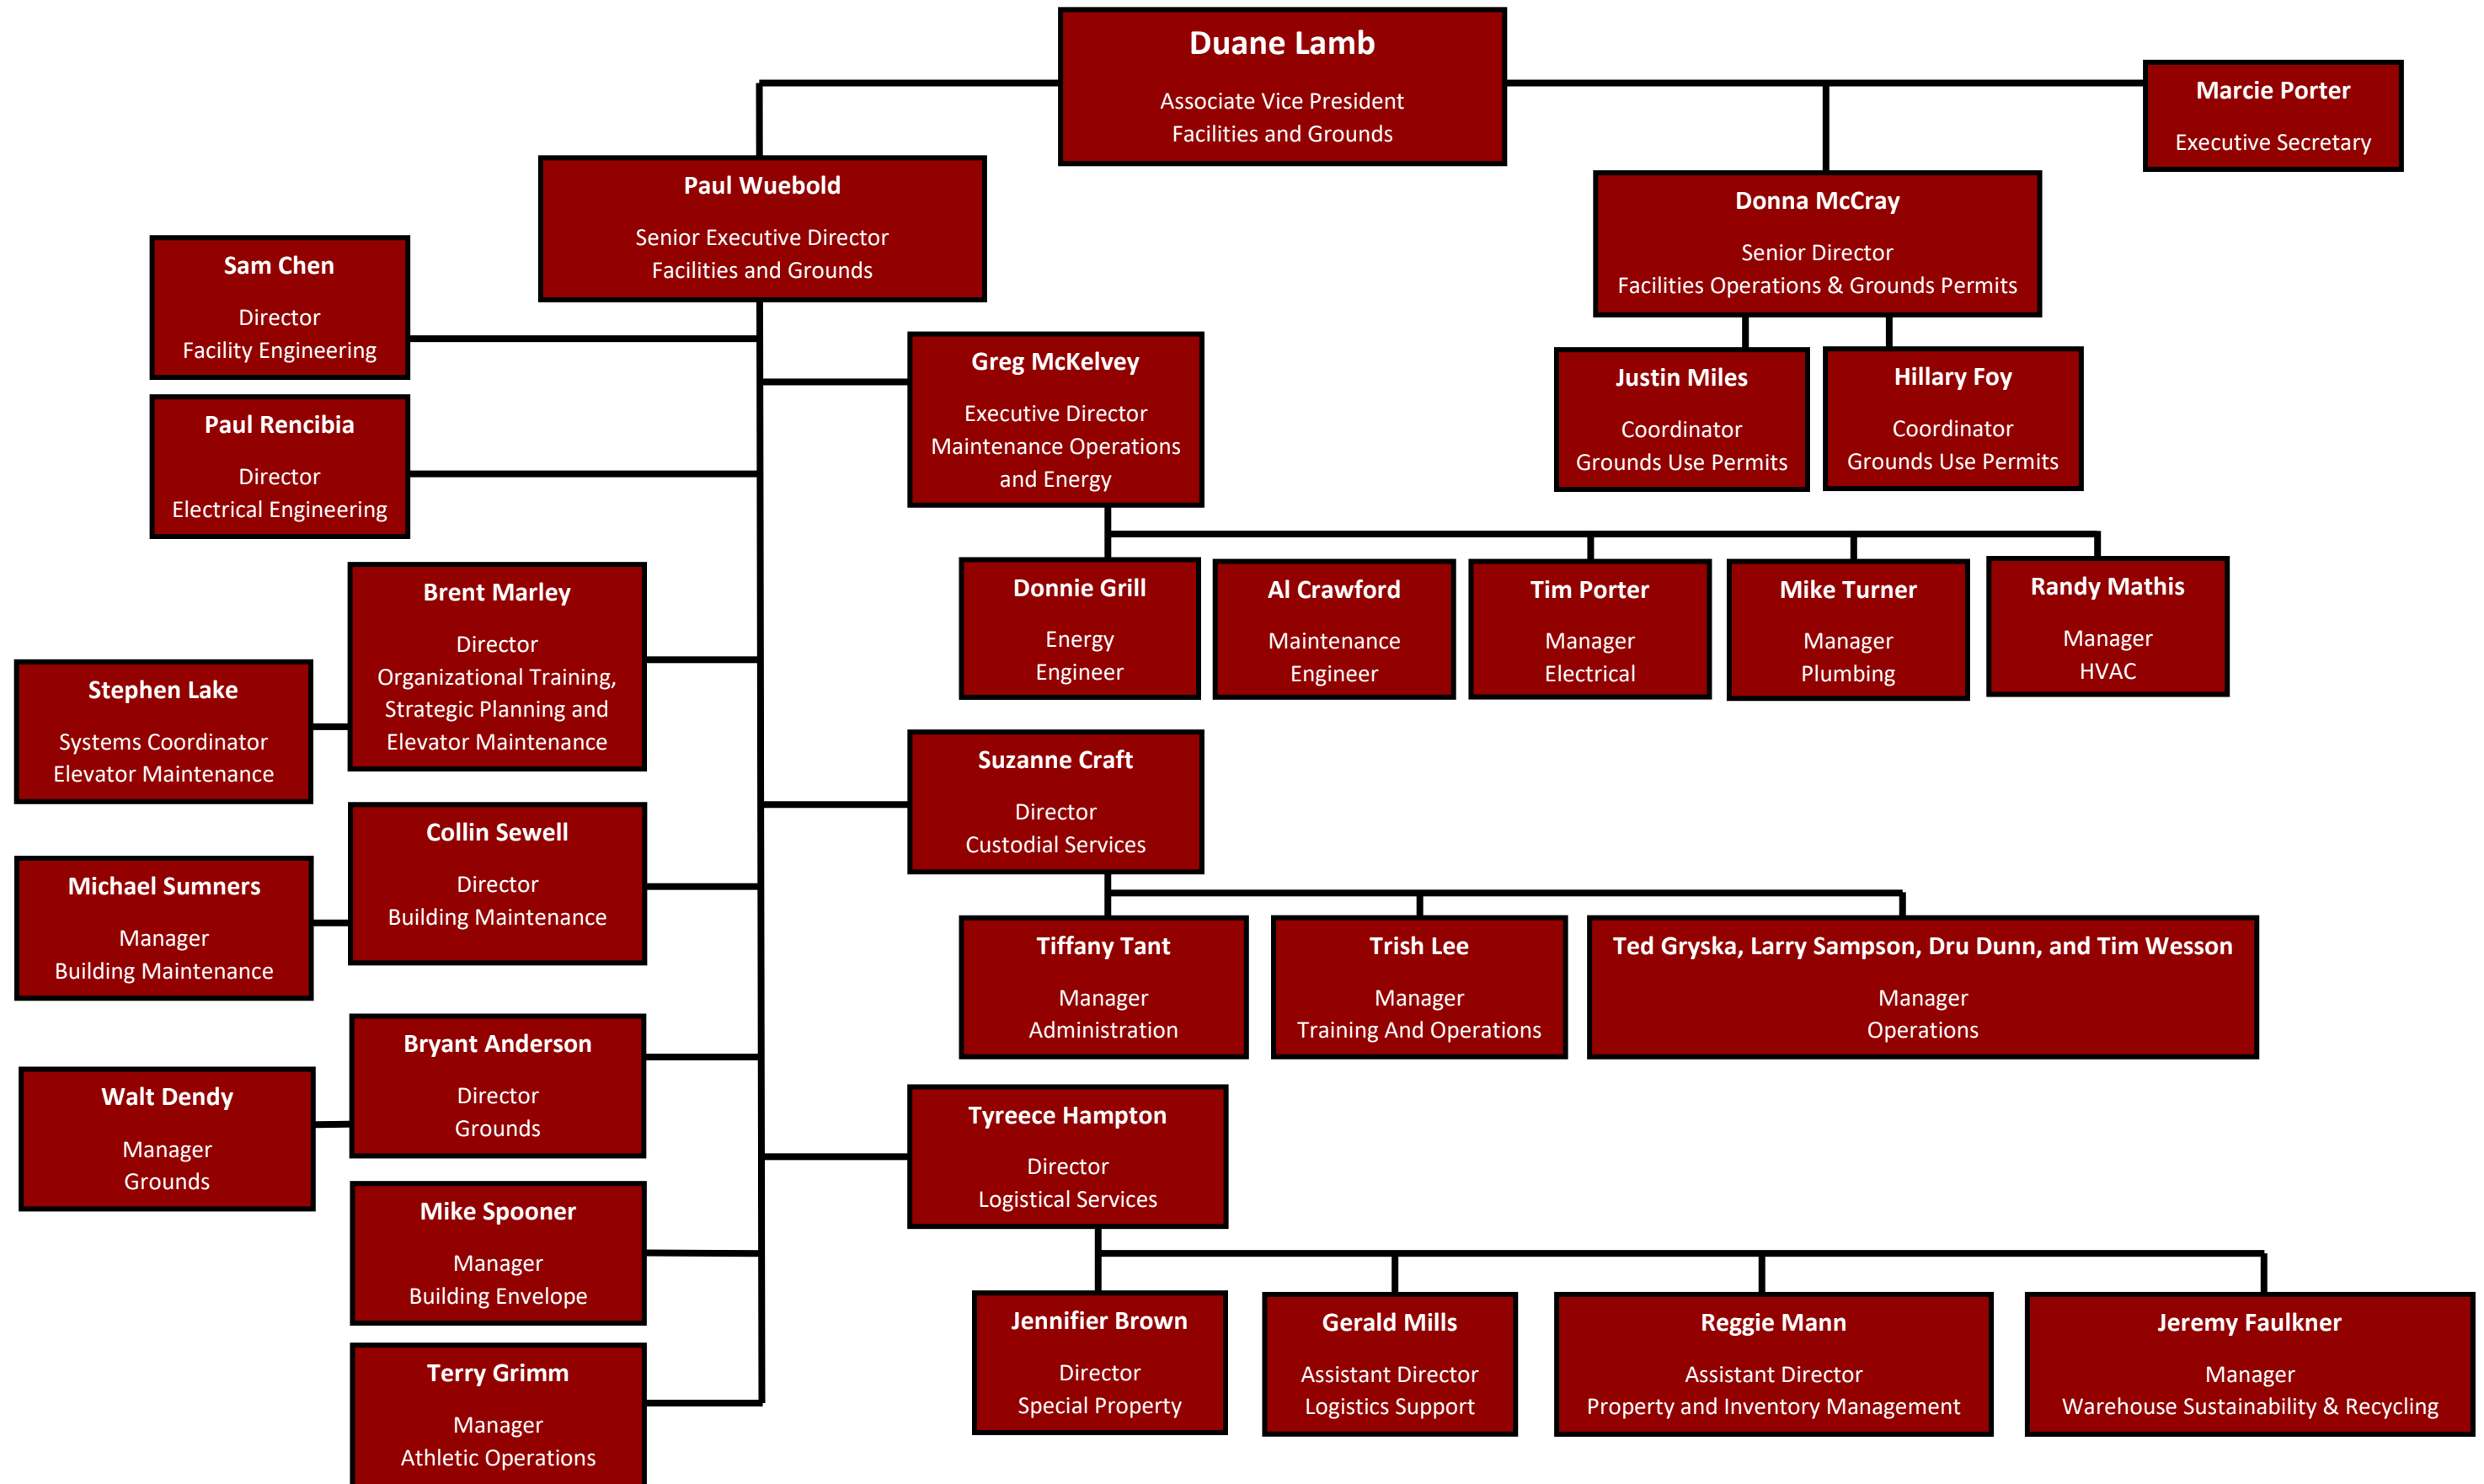 Duane Lamb
Associate Vice President
Facilities and Grounds
Marcie Porter
Executive Secretary
Paul Wuebold
Senior Executive Director
Facilities and Grounds
Donna McCray
Senior Director
Facilities Operations & Grounds Permits
Sam Chen
Director
Facility Engineering
Greg McKelvey
Executive Director
Maintenance Operations
and Energy
Justin Miles
Coordinator
Grounds Use Permits
Hillary Foy
Coordinator
Grounds Use Permits
Paul Rencibia
Director
Electrical Engineering
Donnie Grill
Energy
Engineer
Al Crawford
Maintenance
Engineer
Tim Porter
Manager
Electrical
Mike Turner
Manager
Plumbing
Randy Mathis
Manager
HVAC
Brent Marley
Director
Organizational Training,
Strategic Planning and
Elevator Maintenance
Stephen Lake
Systems Coordinator
Elevator Maintenance
Suzanne Craft
Director
Custodial Services
Collin Sewell
Director
Building Maintenance
Michael Sumners
Manager
Building Maintenance
Tiffany Tant
Manager
Administration
Trish Lee
Manager
Training And Operations
Ted Gryska, Larry Sampson, Dru Dunn, and Tim Wesson
Manager
Operations
Bryant Anderson
Director
Grounds
Walt Dendy
Manager
Grounds
Tyreece Hampton
Director
Logistical Services
Mike Spooner
Manager
Building Envelope
Jennifier Brown
Director
Special Property
Gerald Mills
Assistant Director
Logistics Support
Reggie Mann
Assistant Director
Property and Inventory Management
Jeremy Faulkner
Manager
Warehouse Sustainability & Recycling
Terry Grimm
Manager
Athletic Operations